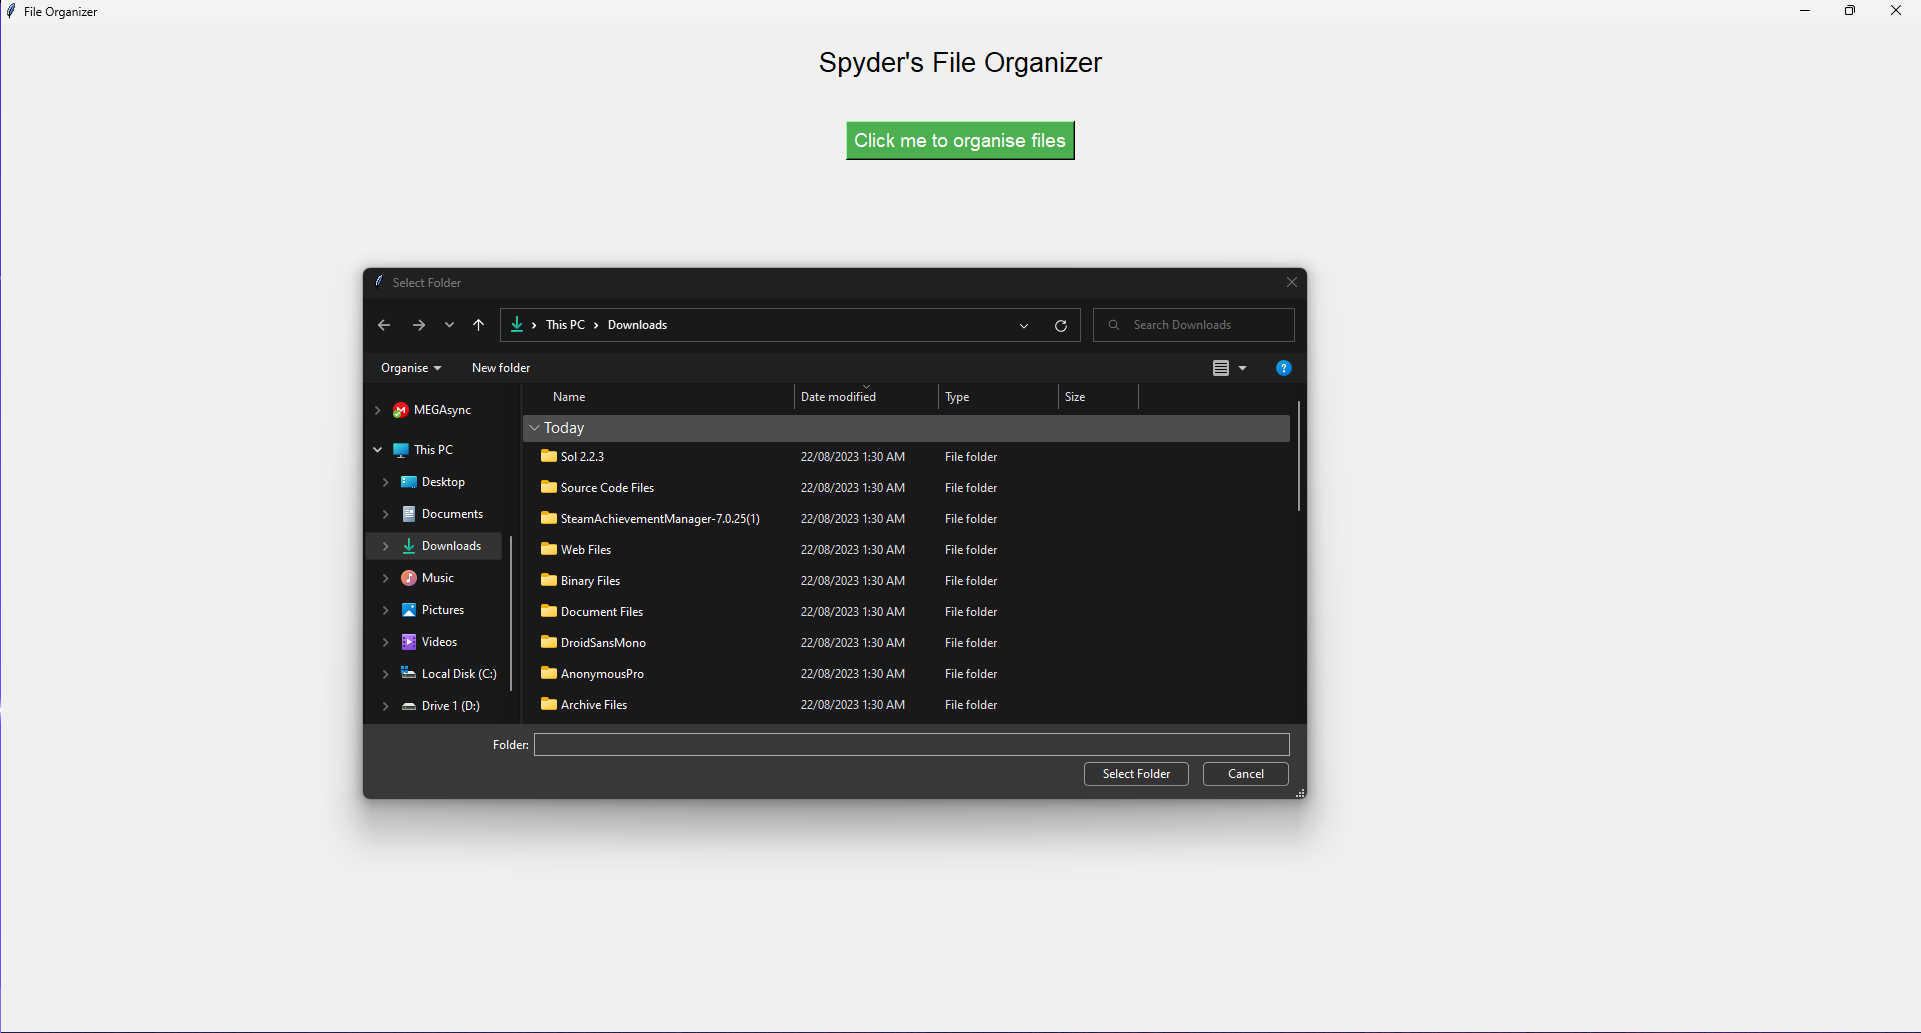 File Organizer
Spyder's File Organizer
Click me to organise files
Select Folder
This PC > Downloads
Search Downloads
Organise
New folder
Name Date modified Type Size
MEGAsync
This PC
Desktop
Documents
Downloads
Music
Pictures
Videos
Local Disk (C:)
Drive 1 (D:)
Today
Sol 2.2.3 22/08/2023 1:30 AM File folder
Source Code Files 22/08/2023 1:30 AM File folder
SteamAchievementManager-7.0.25(1) 22/08/2023 1:30 AM File folder
Web Files 22/08/2023 1:30 AM File folder
Binary Files 22/08/2023 1:30 AM File folder
Document Files 22/08/2023 1:30 AM File folder
DroidSansMono 22/08/2023 1:30 AM File folder
AnonymousPro 22/08/2023 1:30 AM File folder
Archive Files 22/08/2023 1:30 AM File folder
Folder:
Select Folder
Cancel